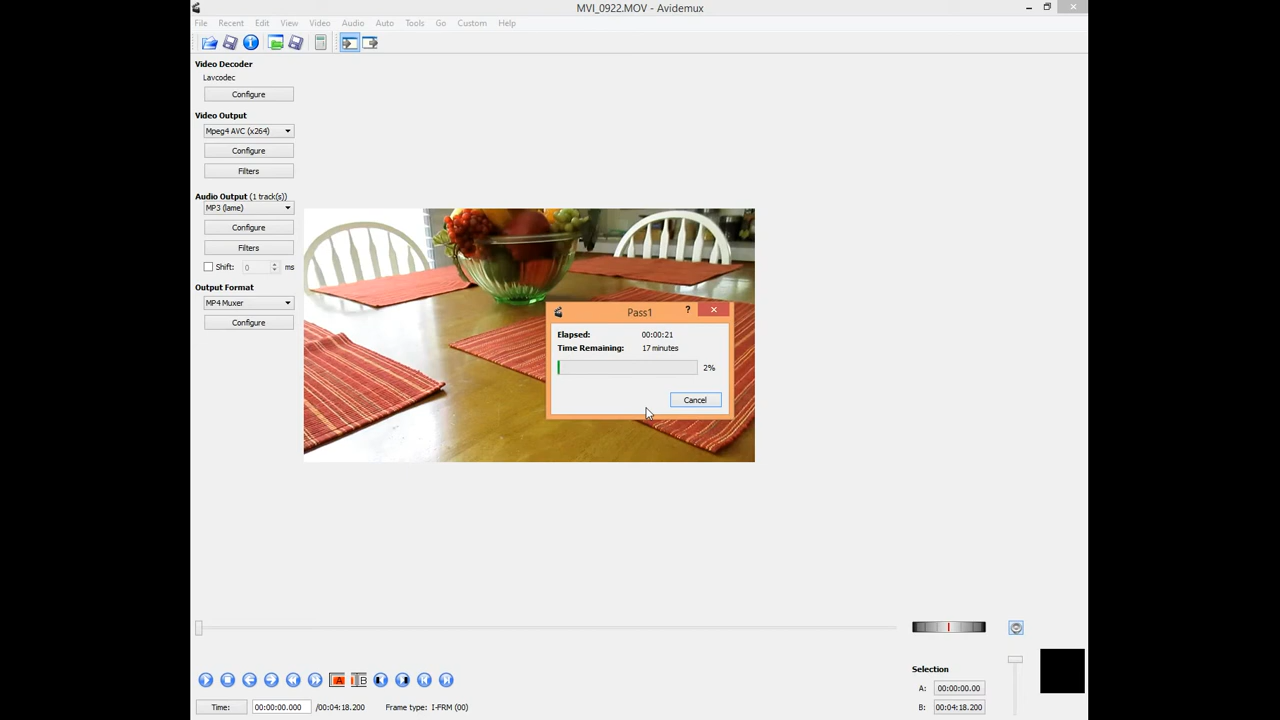 MVI_0922.MOV - Avidemux
File Recent Edit View Video Audio Auto Tools Go Custom Help
Video Decoder
Lavcodec
Configure
Video Output
Mpeg4 AVC (x264)
Configure
Filters
Audio Output (1 track(s))
MP3 (lame)
Configure
Filters
Shift: 0 ms
Output Format
MP4 Muxer
Configure
Pass1
Elapsed: 00:00:21
Time Remaining: 17 minutes
2%
Cancel
A B
Selection
A: 00:00:00.00
B: 00:04:18.200
Time: 00:00:00.000 /00:04:18.200 Frame type: I-FRM (00)